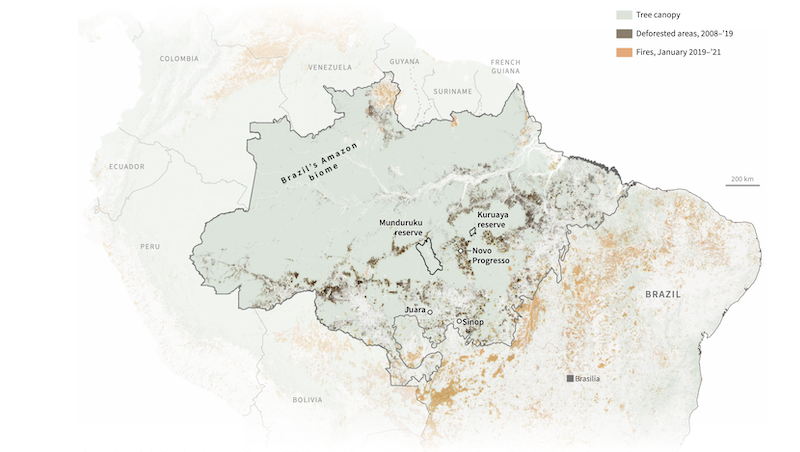 Tree canopy
Deforested areas, 2008–'19
Fires, January 2019–'21
COLOMBIA
VENEZUELA
GUYANA
FRENCH
GUIANA
SURINAME
Brazil's Amazon
biome
ECUADOR
200 km
Munduruku
reserve
Kuruaya
reserve
Novo
Progresso
PERU
BRAZIL
Juara
Sinop
Brasilia
BOLIVIA